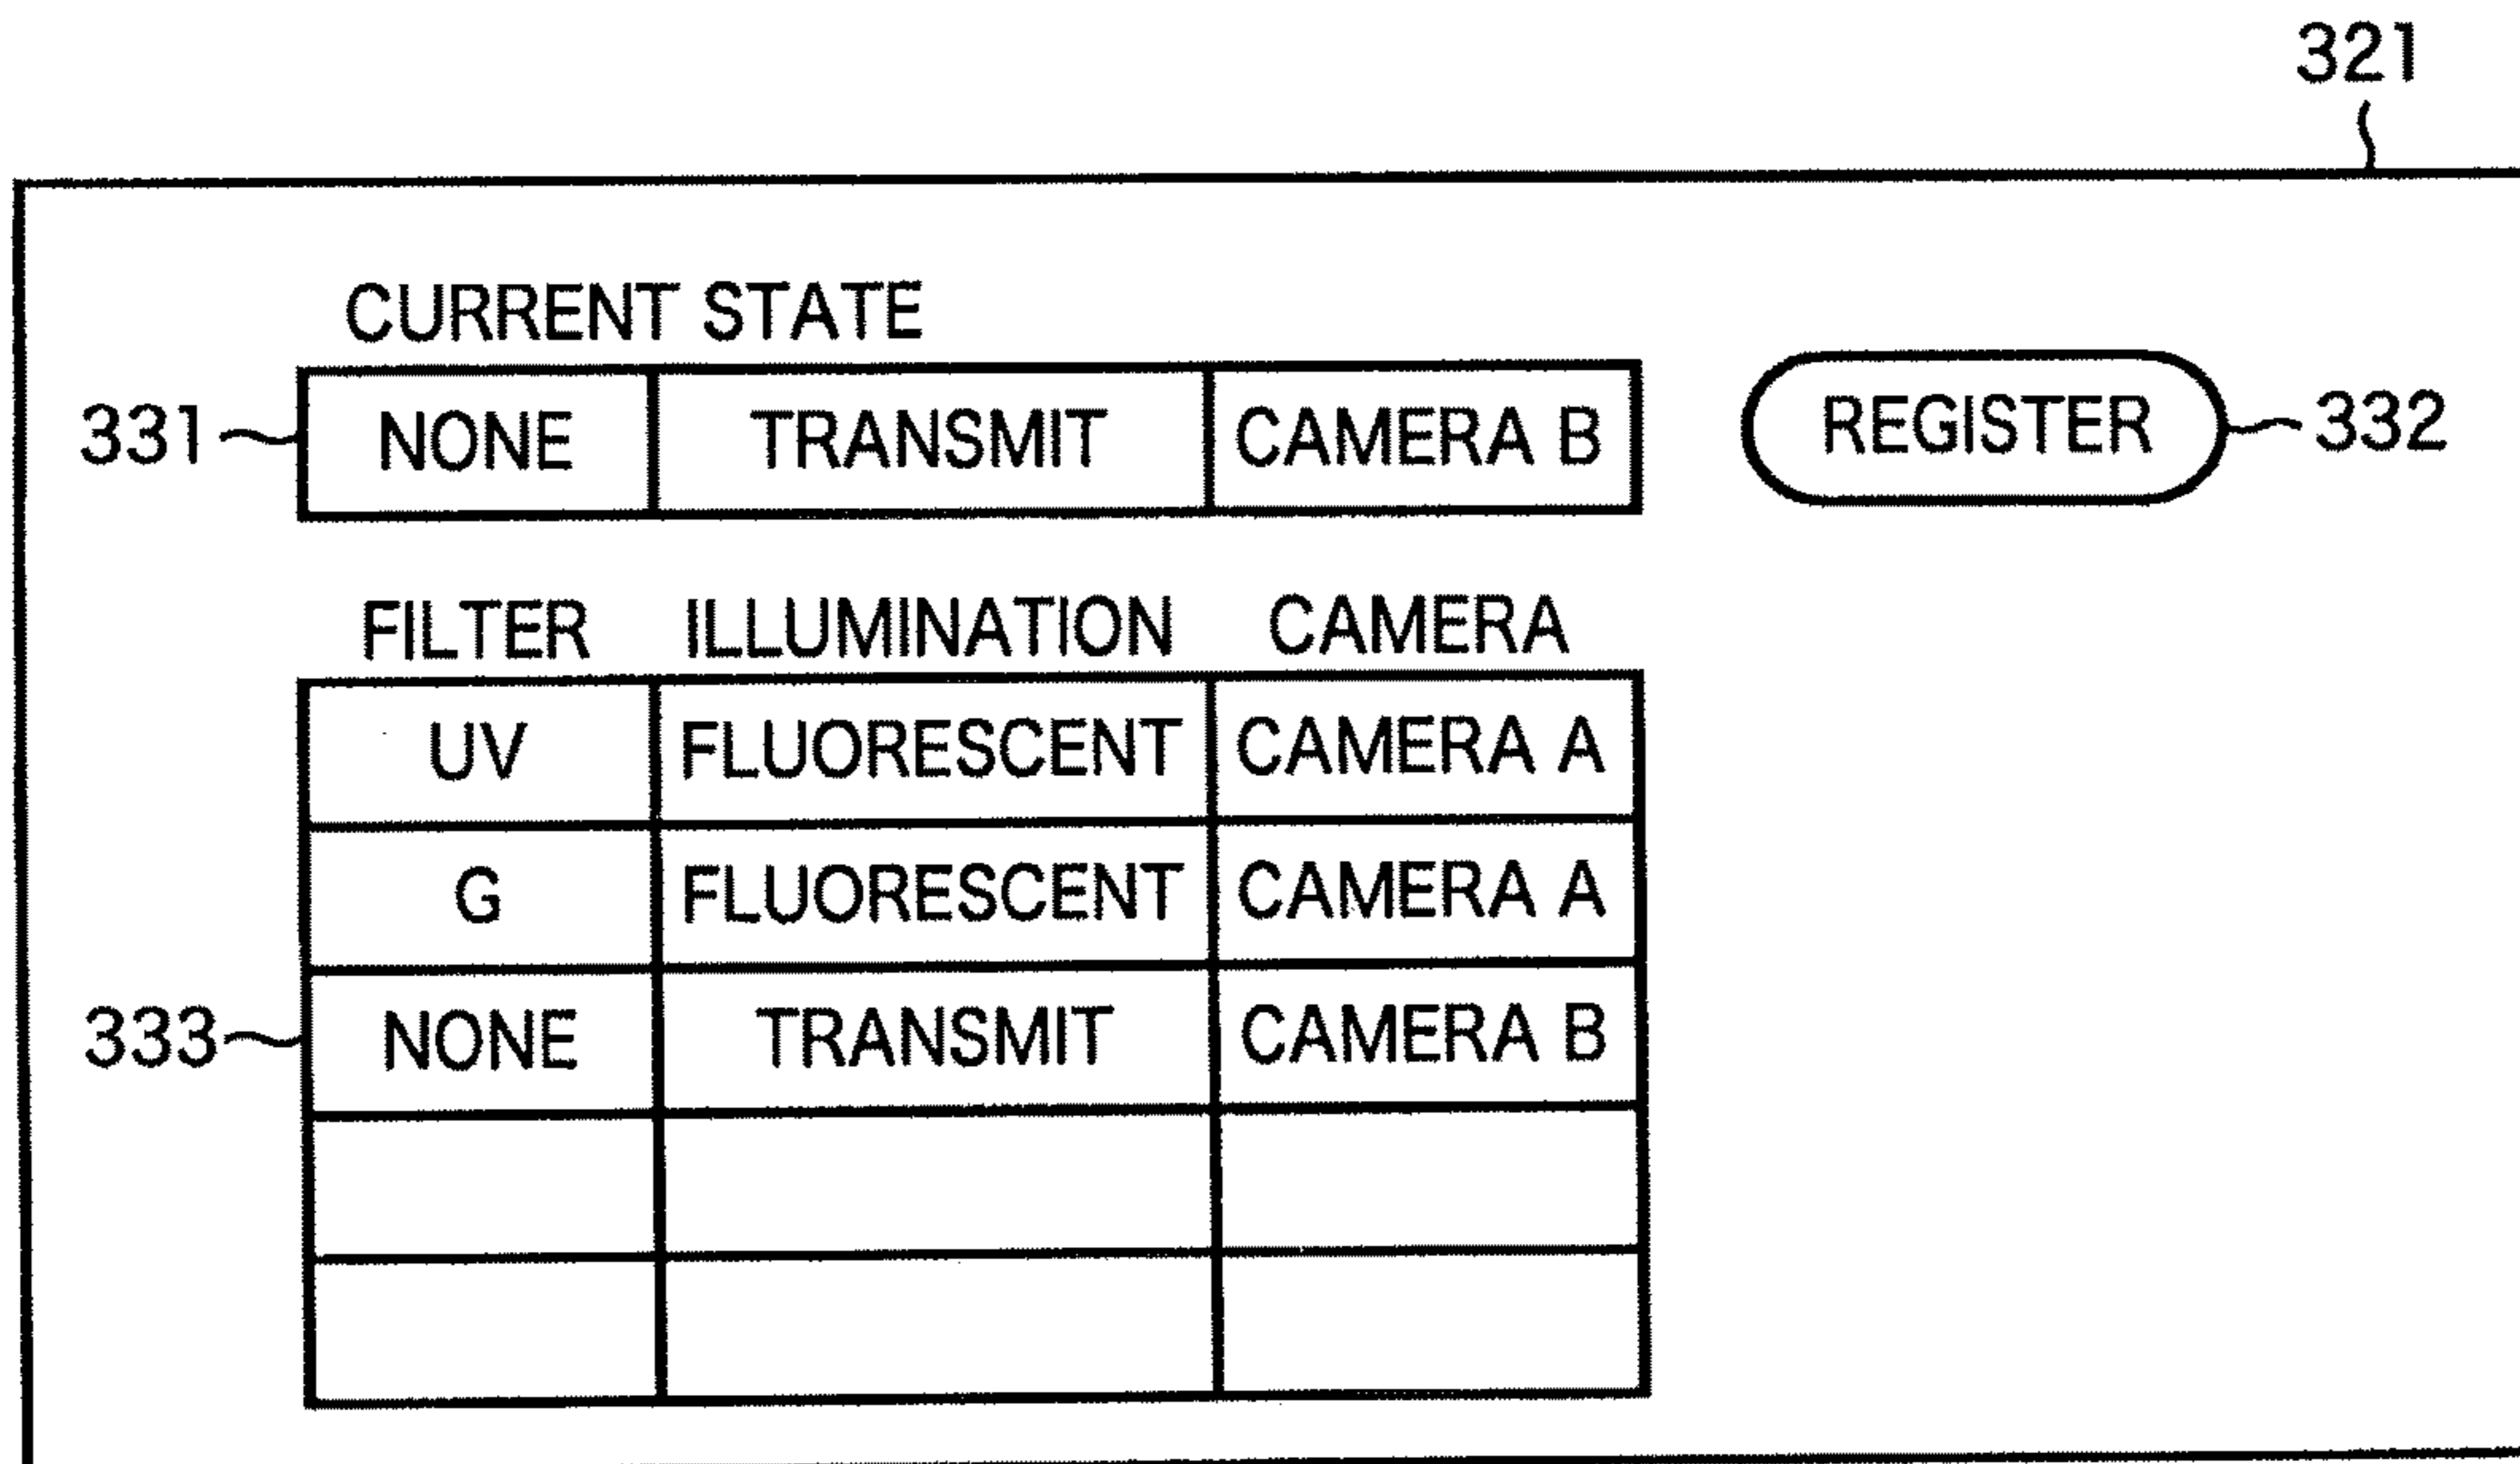 321
CURRENT STATE
331 NONE TRANSMIT CAMERA B REGISTER 332
FILTER ILLUMINATION CAMERA
UV FLUORESCENT CAMERA A
G FLUORESCENT CAMERA A
333 NONE TRANSMIT CAMERA B